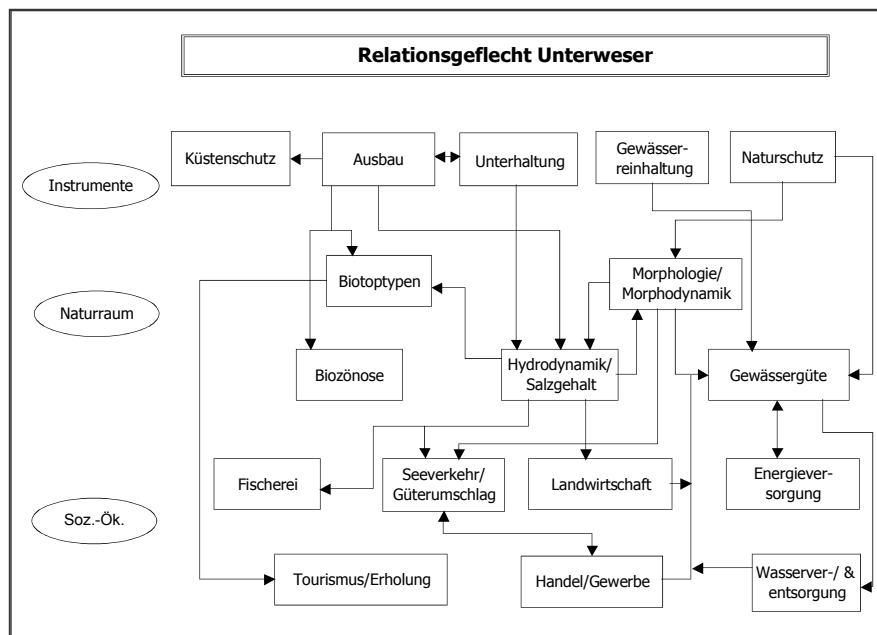 Relationsgeflecht Unterweser
Instrumente
Küstenschutz
Ausbau
Unterhaltung
Gewässer-
reinhaltung
Naturschutz
Naturraum
Biotoptypen
Morphologie/
Morphodynamik
Biozönose
Hydrodynamik/
Salzgehalt
Gewässergüte
Soz.-Ök.
Fischerei
Seeverkehr/
Güterumschlag
Landwirtschaft
Energiever-
sorgung
Tourismus/Erholung
Handel/Gewerbe
Wasserver-/ &
entsorgung